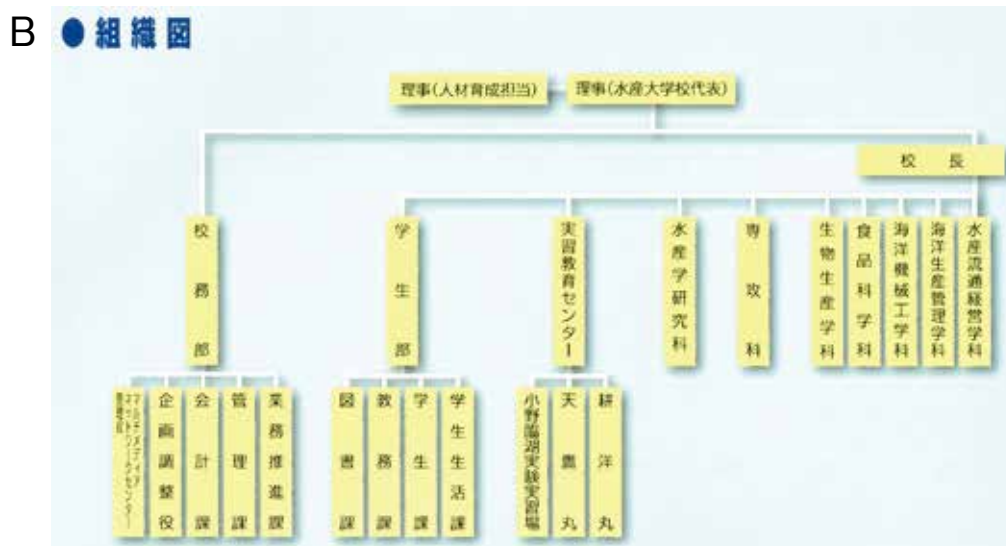 B
●組織図
理事(人材育成担当)
理事(水産大学校代表)
校長
校務部
学生部
実習教育センター
水産学研究科
専攻科
生物生産学科
食品科学科
海洋機械工学科
海洋生産管理学科
水産流通経営学科
企画調整役
会計課
管理課
業務推進課
図書課
教務課
学生課
学生生活課
小野臨湖実験実習場
天鷹丸
耕洋丸